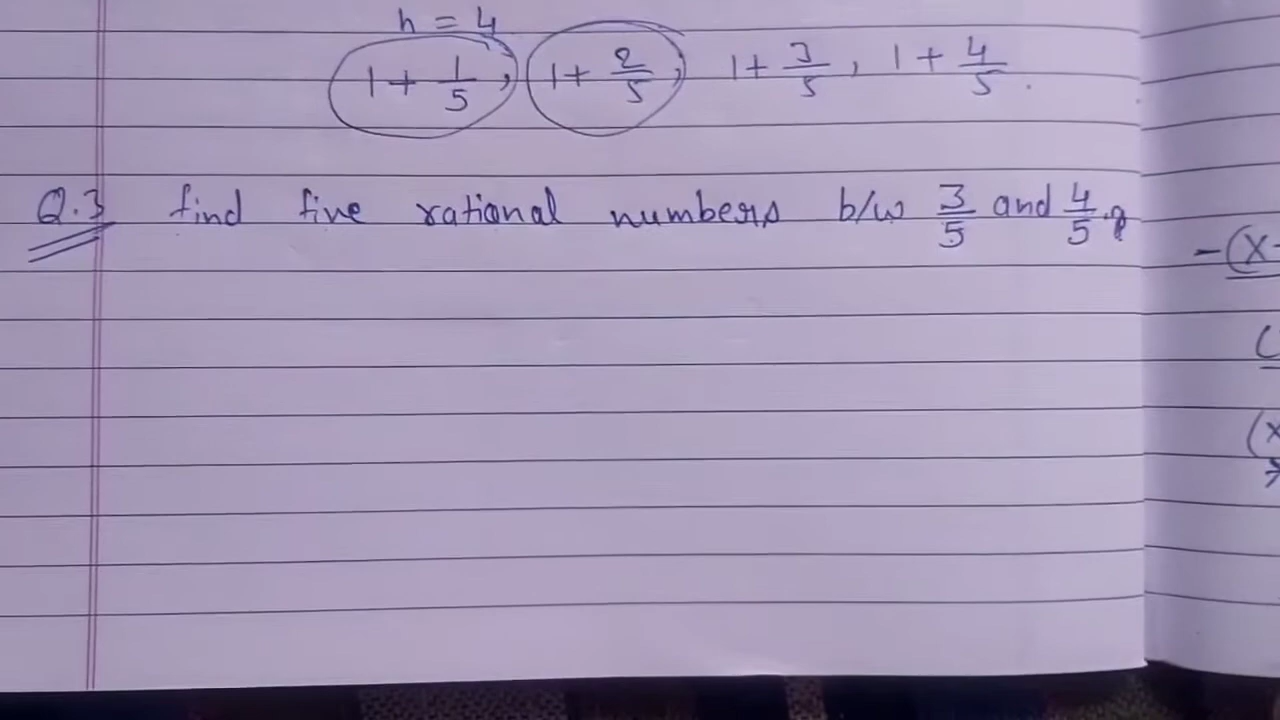 n = 4
1 + 1/5, 1 + 2/5, 1 + 3/5, 1 + 4/5.
Q.3 find five rational numbers b/w 3/5 and 4/5.?
-(x-
(x